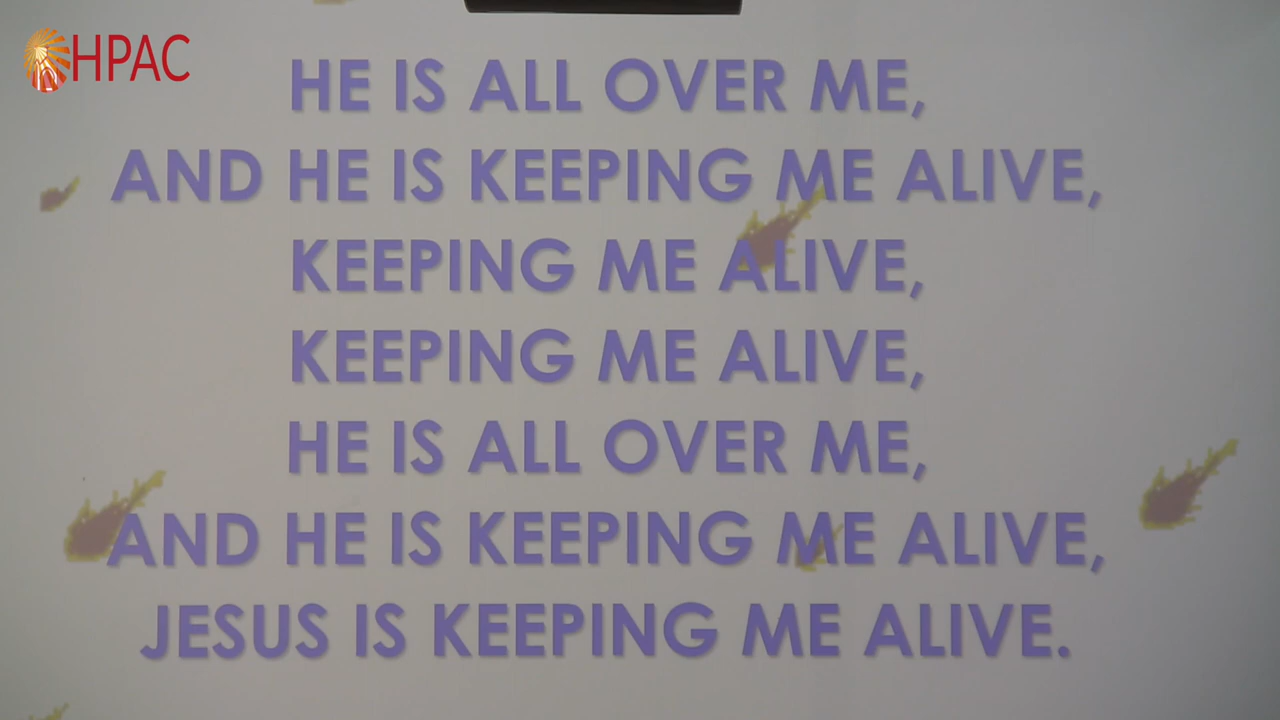 HPAC
HE IS ALL OVER ME,
AND HE IS KEEPING ME ALIVE,
KEEPING ME ALIVE,
KEEPING ME ALIVE,
HE IS ALL OVER ME,
AND HE IS KEEPING ME ALIVE,
JESUS IS KEEPING ME ALIVE.